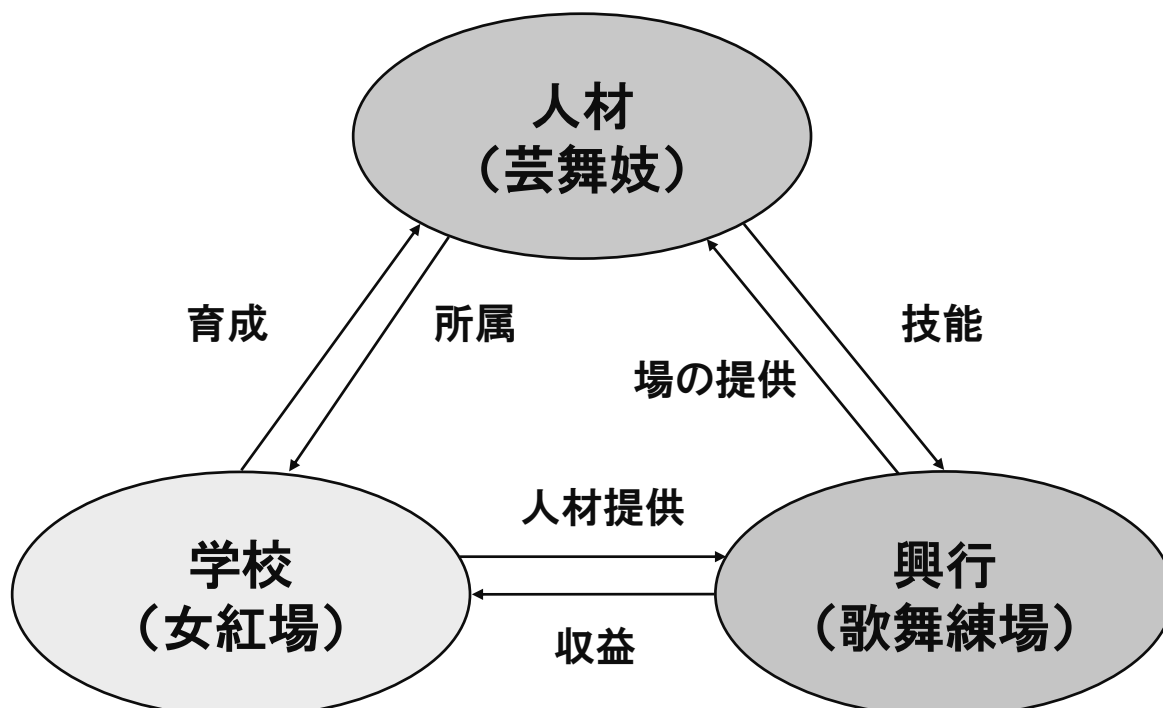 人材
（芸舞妓）
育成
所属
技能
場の提供
人材提供
学校
（女紅場）
興行
（歌舞練場）
収益